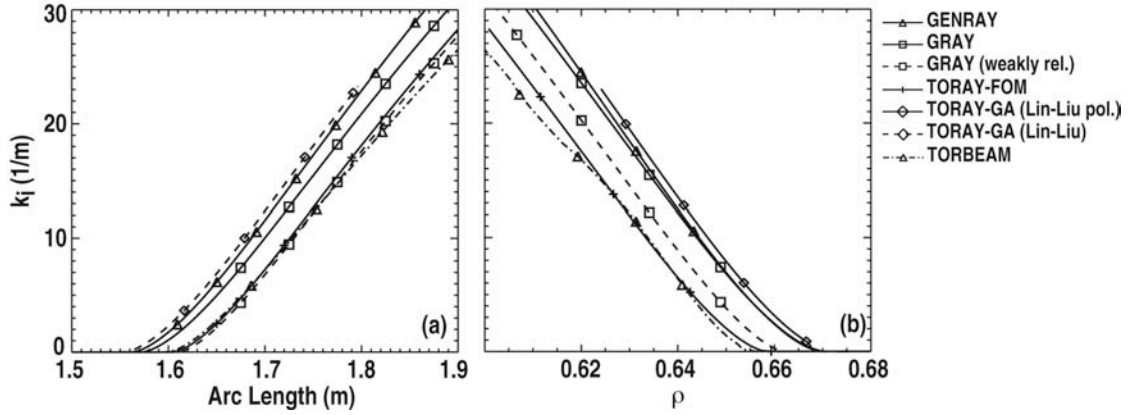 30
20
10
0
k_i (1/m)
(a)
1.5 1.6 1.7 1.8 1.9
Arc Length (m)
(b)
0.62 0.64 0.66 0.68
ρ
GENRAY
GRAY
GRAY (weakly rel.)
TORAY-FOM
TORAY-GA (Lin-Liu pol.)
TORAY-GA (Lin-Liu)
TORBEAM